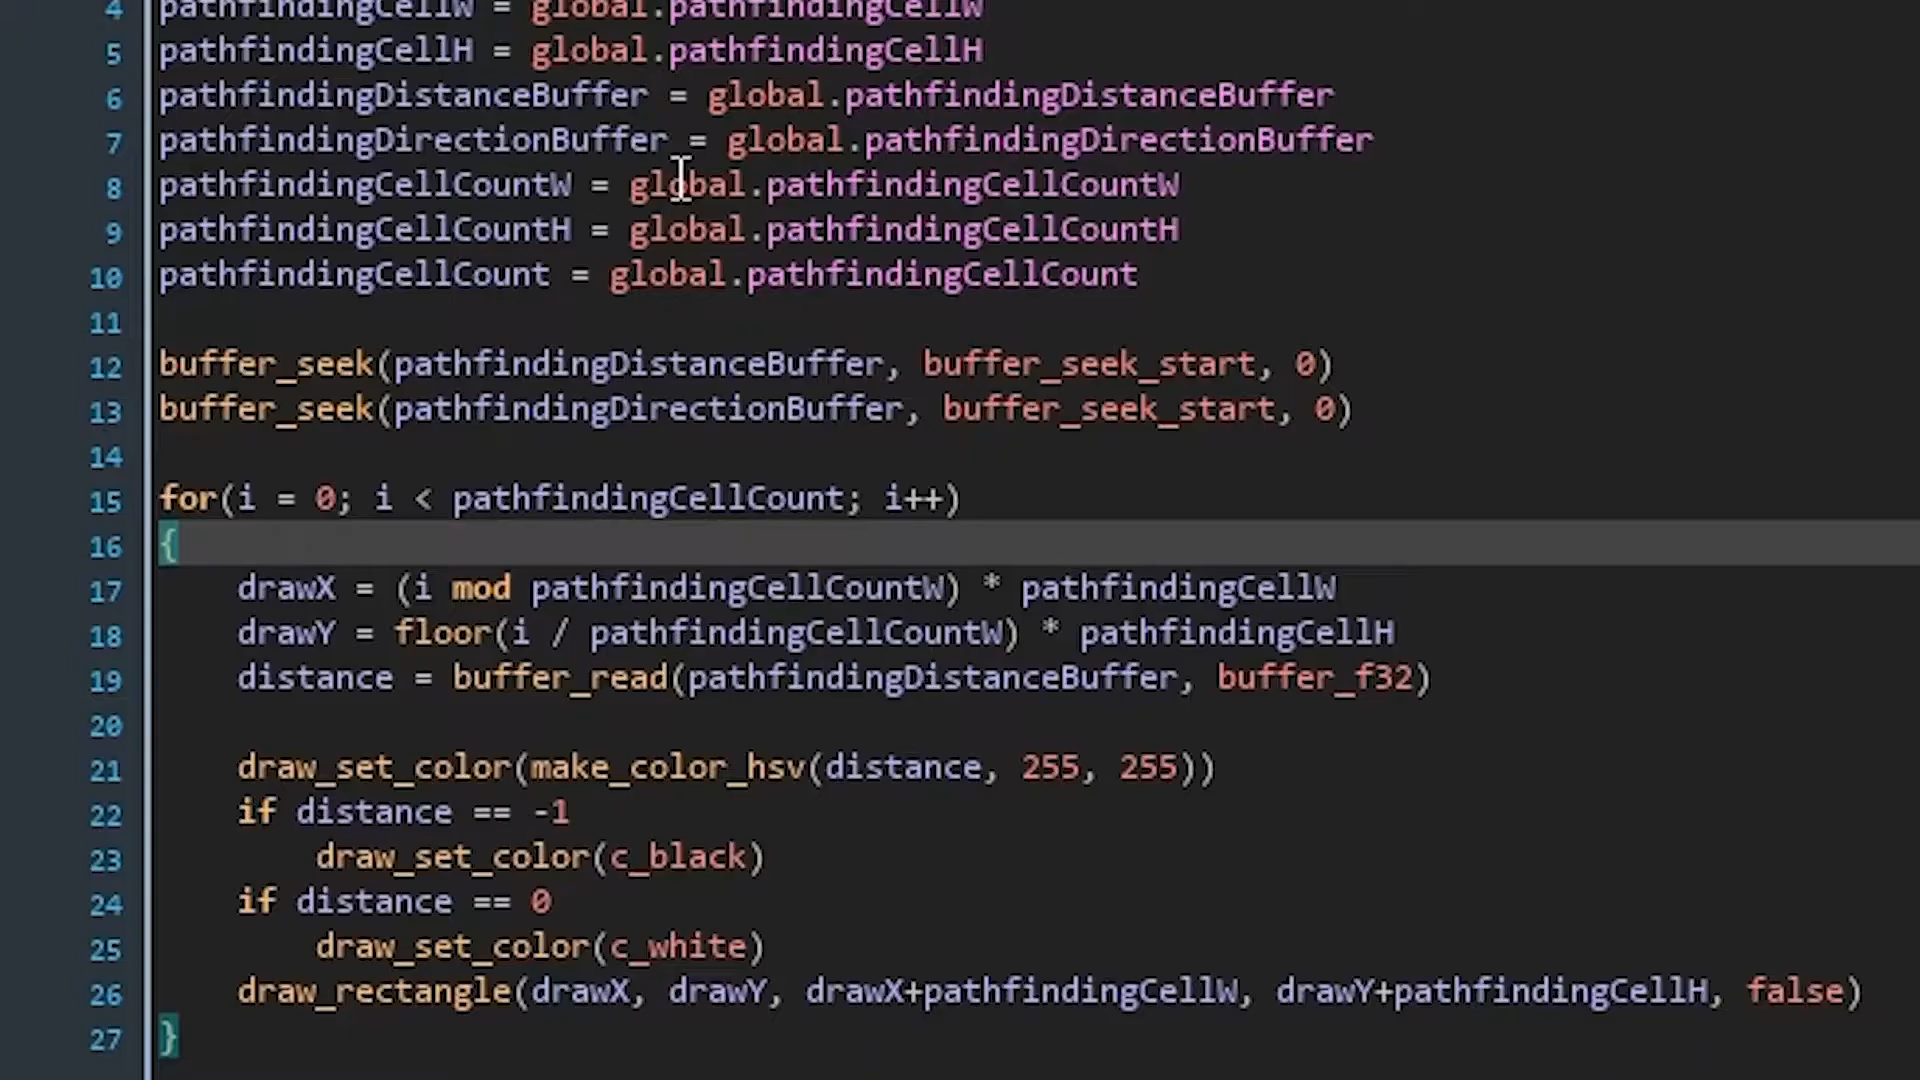 4 pathfindingCellW = global.pathfindingCellW
5 pathfindingCellH = global.pathfindingCellH
6 pathfindingDistanceBuffer = global.pathfindingDistanceBuffer
7 pathfindingDirectionBuffer = global.pathfindingDirectionBuffer
8 pathfindingCellCountW = global.pathfindingCellCountW
9 pathfindingCellCountH = global.pathfindingCellCountH
10 pathfindingCellCount = global.pathfindingCellCount
11
12 buffer_seek(pathfindingDistanceBuffer, buffer_seek_start, 0)
13 buffer_seek(pathfindingDirectionBuffer, buffer_seek_start, 0)
14
15 for(i = 0; i < pathfindingCellCount; i++)
16 {
17     drawX = (i mod pathfindingCellCountW) * pathfindingCellW
18     drawY = floor(i / pathfindingCellCountW) * pathfindingCellH
19     distance = buffer_read(pathfindingDistanceBuffer, buffer_f32)
20
21     draw_set_color(make_color_hsv(distance, 255, 255))
22     if distance == -1
23         draw_set_color(c_black)
24     if distance == 0
25         draw_set_color(c_white)
26     draw_rectangle(drawX, drawY, drawX+pathfindingCellW, drawY+pathfindingCellH, false)
27 }